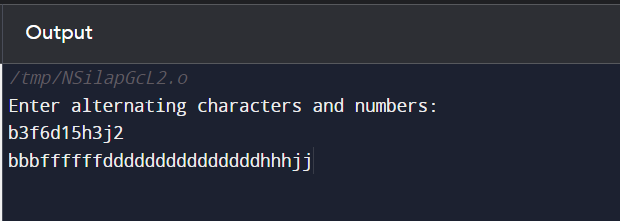 Output
/tmp/NSilapGcL2.o
Enter alternating characters and numbers:
b3f6d15h3j2
bbbffffffdddddddddddddddhhhjj